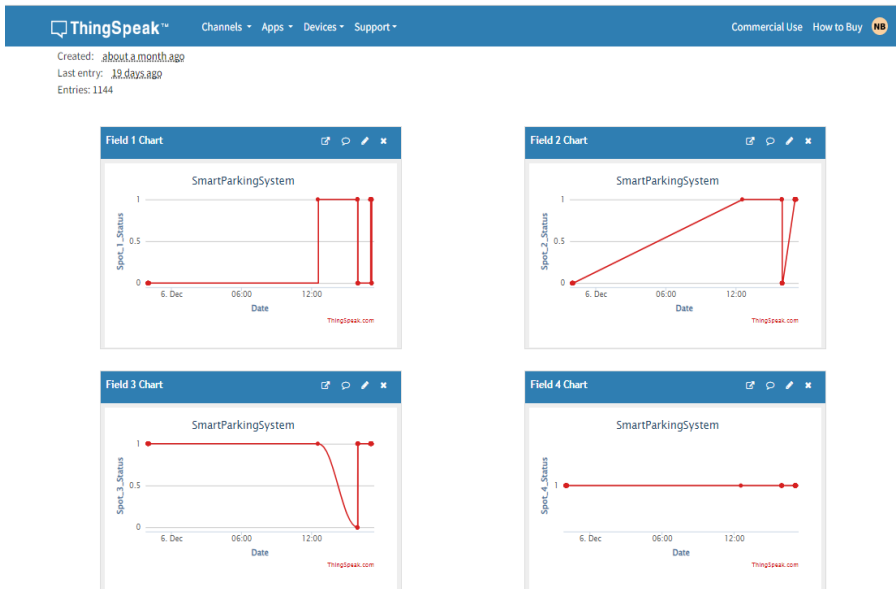 ThingSpeak™ Channels Apps Devices Support Commercial Use How to Buy NB
Created: about a month ago
Last entry: 19 days ago
Entries: 1144
Field 1 Chart
SmartParkingSystem
Spot_1_Status
1
0.5
0
6. Dec 06:00 12:00
Date
ThingSpeak.com
Field 2 Chart
SmartParkingSystem
Spot_2_Status
1
0.5
0
6. Dec 06:00 12:00
Date
ThingSpeak.com
Field 3 Chart
SmartParkingSystem
Spot_3_Status
1
0.5
0
6. Dec 06:00 12:00
Date
ThingSpeak.com
Field 4 Chart
SmartParkingSystem
Spot_4_Status
1
6. Dec 06:00 12:00
Date
ThingSpeak.com